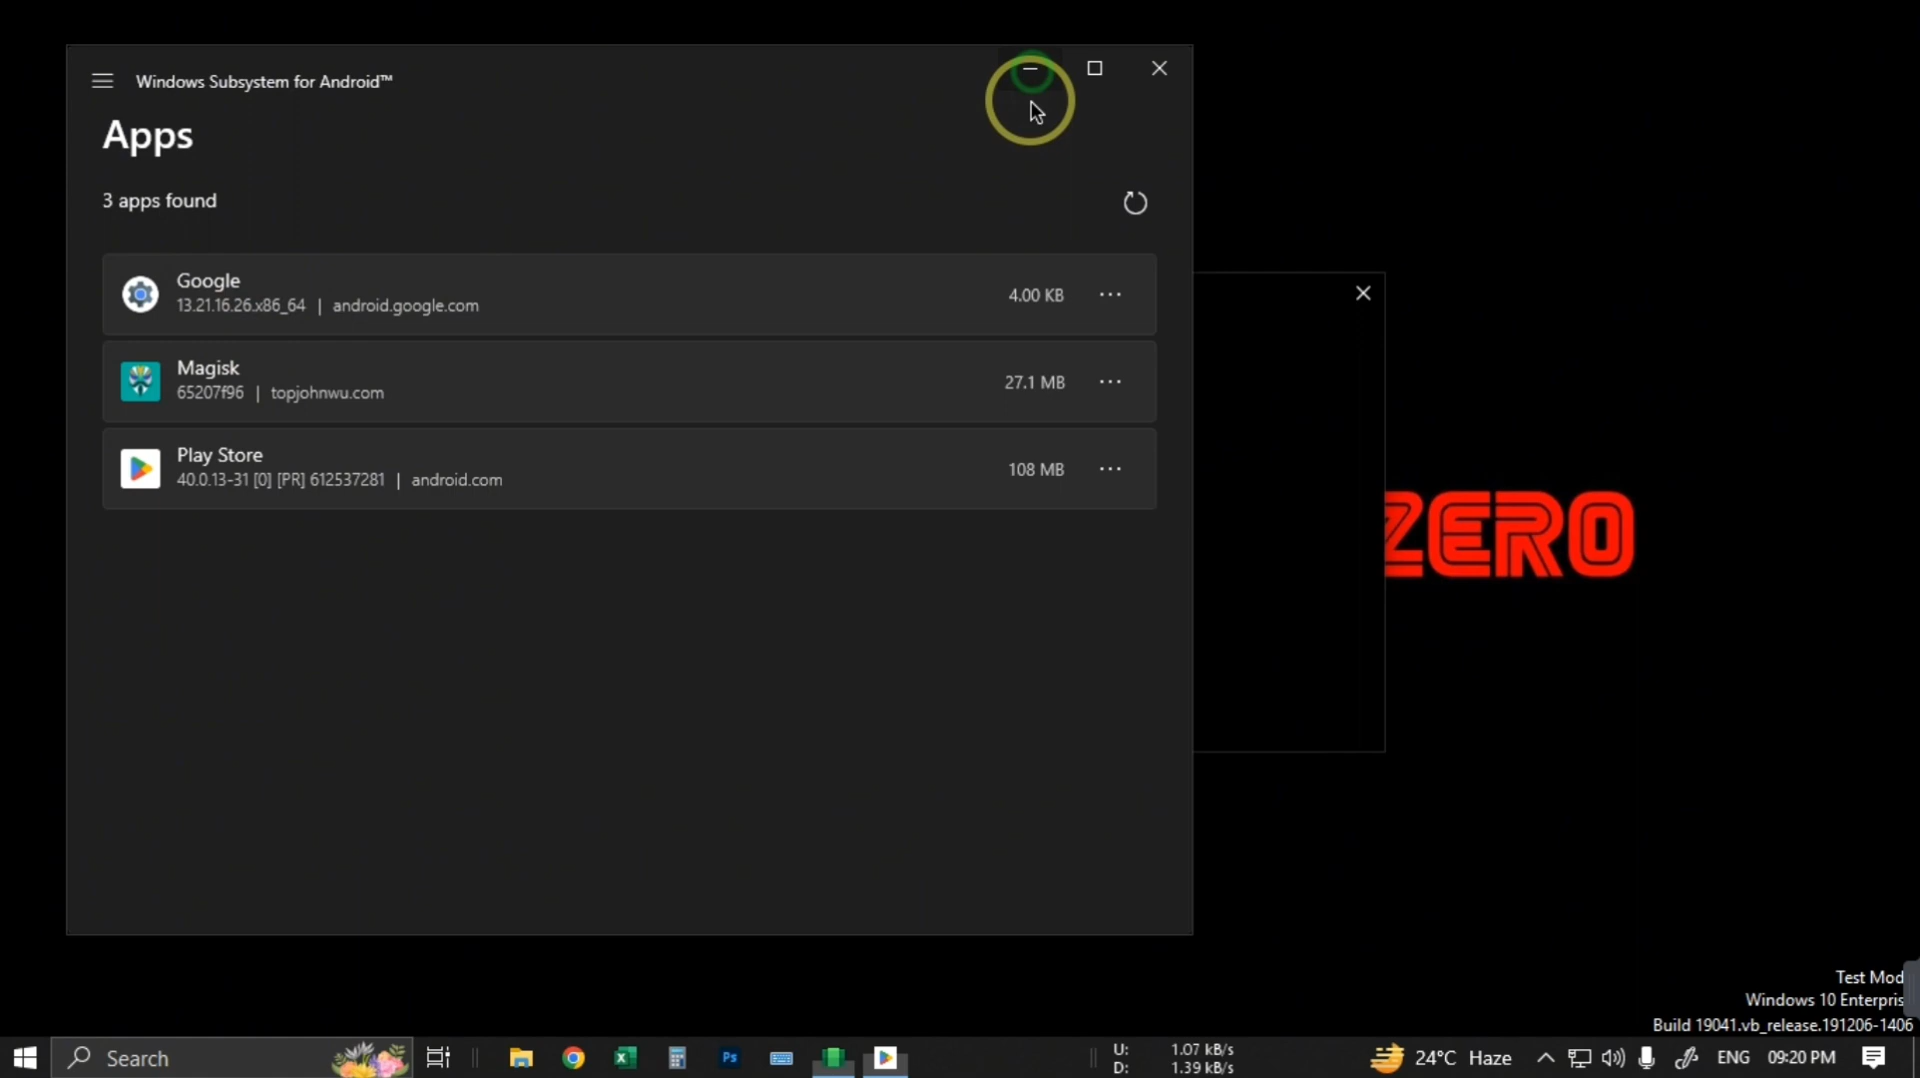 Windows Subsystem for Android™
Apps
3 apps found
Google
13.21.16.26.x86_64 | android.google.com
4.00 KB
Magisk
65207f96 | topjohnwu.com
27.1 MB
Play Store
40.0.13-31 [0] [PR] 612537281 | android.com
108 MB
ZERO
Test Mod
Windows 10 Enterpris
Build 19041.vb_release.191206-1406
Search
Ps
U: 1.07 kB/s
D: 1.39 kB/s
24°C Haze
ENG
09:20 PM